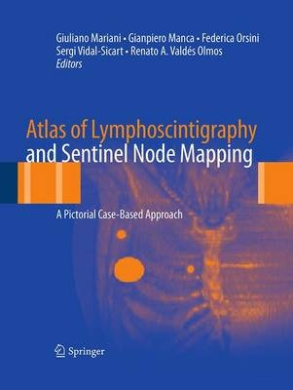 Giuliano Mariani • Gianpiero Manca • Federica Orsini
Sergi Vidal-Sicart • Renato A. Valdés Olmos
Editors
Atlas of Lymphoscintigraphy
and Sentinel Node Mapping
A Pictorial Case-Based Approach
Springer